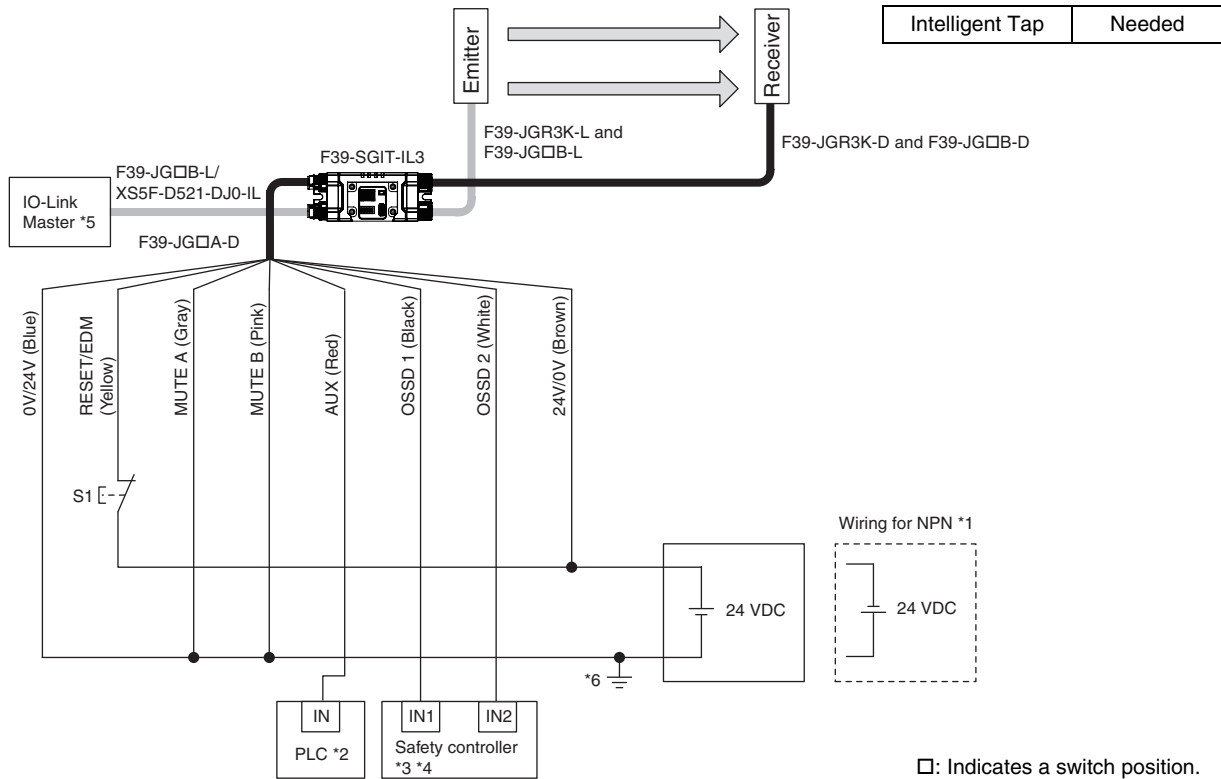 Intelligent Tap Needed
Emitter
Receiver
F39-JGR3K-L and
F39-JG□B-L
F39-JGR3K-D and F39-JG□B-D
F39-SGIT-IL3
F39-JG□B-L/
XS5F-D521-DJ0-IL
IO-Link
Master *5
F39-JG□A-D
0V/24V (Blue)
RESET/EDM
(Yellow)
MUTE A (Gray)
MUTE B (Pink)
AUX (Red)
OSSD 1 (Black)
OSSD 2 (White)
24V/0V (Brown)
S1
Wiring for NPN *1
24 VDC
24 VDC
*6
IN
PLC *2
IN1
IN2
Safety controller
*3 *4
□: Indicates a switch position.